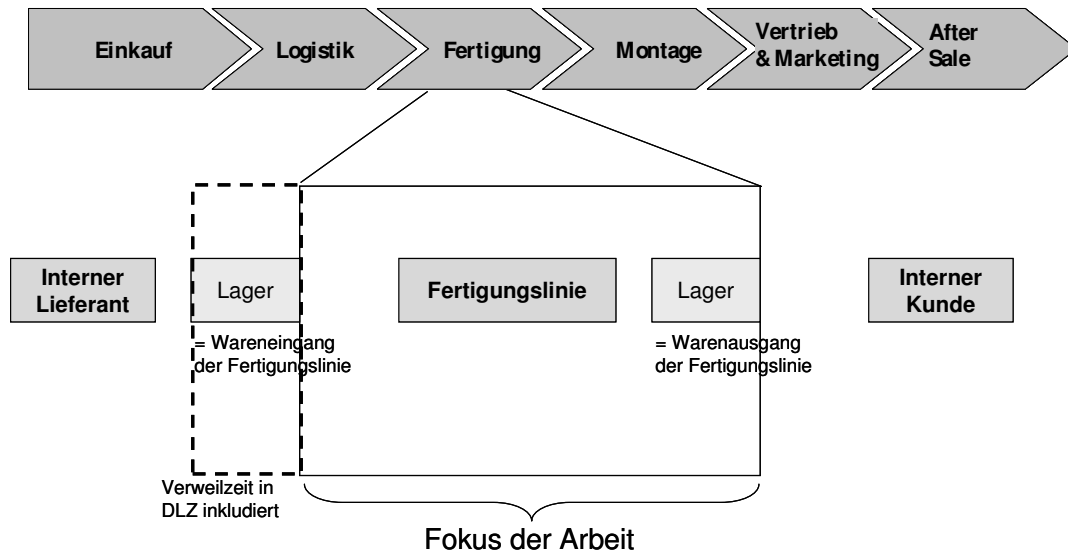 Einkauf
Logistik
Fertigung
Montage
Vertrieb
& Marketing
After
Sale
Interner
Lieferant
Lager
Fertigungslinie
Lager
Interner
Kunde
= Wareneingang
der Fertigungslinie
= Warenausgang
der Fertigungslinie
Verweilzeit in
DLZ inkludiert
Fokus der Arbeit